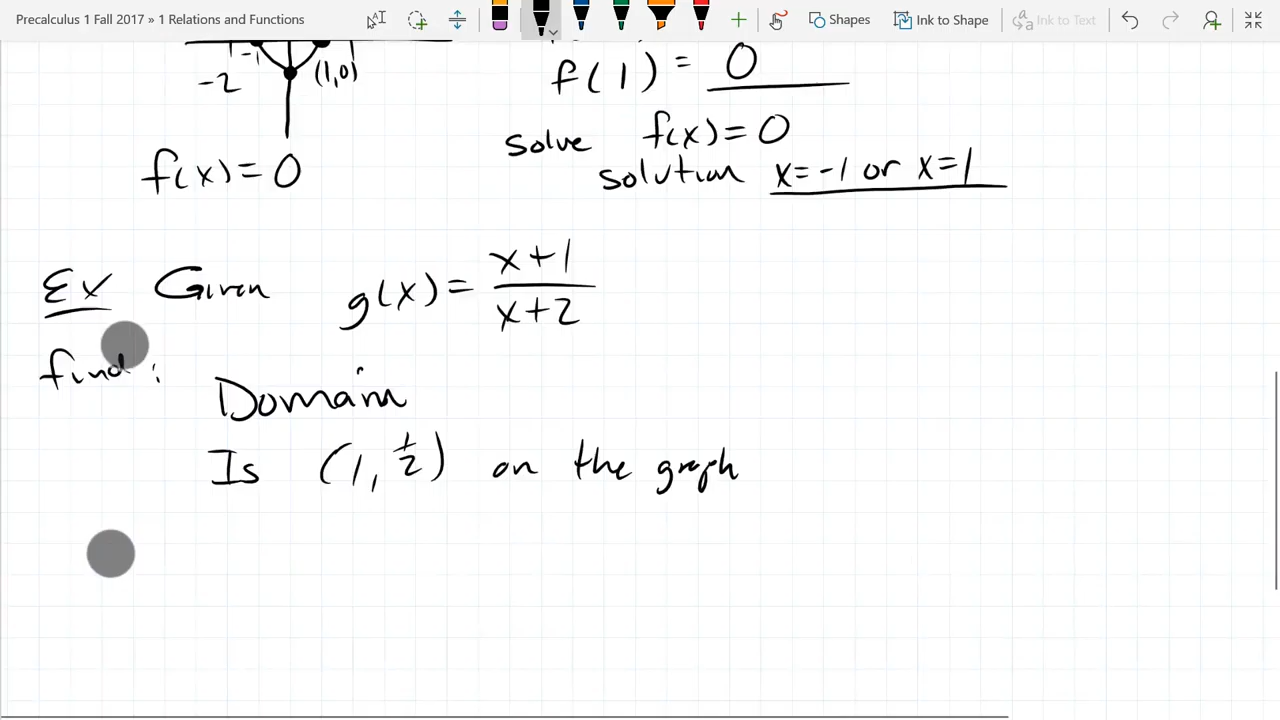 Precalculus 1 Fall 2017 » 1 Relations and Functions
Shapes
Ink to Shape
Ink to Text
-1
-2
(1,0)
f(1) = 0
solve f(x)=0
f(x)=0
solution x=-1 or x=1
Ex Given g(x)= x+1
x+2
find:
Domain
Is (1, 1/2) on the graph